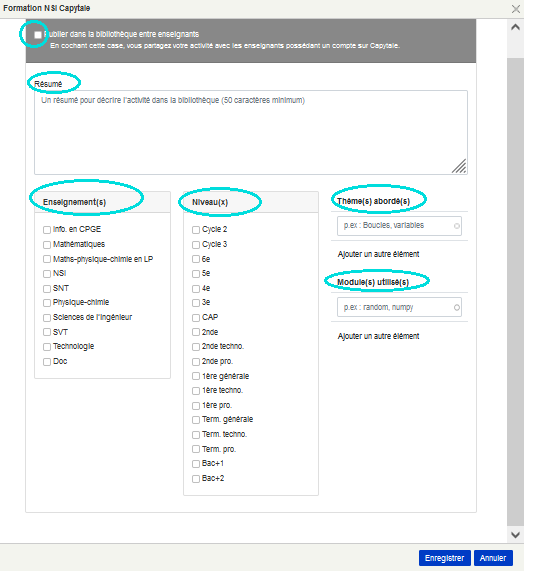 Formation NSI Capytale
Publier dans la bibliothèque entre enseignants
En cochant cette case, vous partagez votre activité avec les enseignants possédant un compte sur Capytale.
Résumé
Un résumé pour décrire l'activité dans la bibliothèque (50 caractères minimum)
Enseignement(s)
Info. en CPGE
Mathématiques
Maths-physique-chimie en LP
NSI
SNT
Physique-chimie
Sciences de l'ingénieur
SVT
Technologie
Doc
Niveau(x)
Cycle 2
Cycle 3
6e
5e
4e
3e
CAP
2nde
2nde techno.
2nde pro.
1ère générale
1ère techno.
1ère pro.
Term. générale
Term. techno.
Term. pro.
Bac+1
Bac+2
Thème(s) abordé(s)
p.ex : Boucles, variables
Ajouter un autre élément
Module(s) utilisé(s)
p.ex : random, numpy
Ajouter un autre élément
Enregistrer Annuler